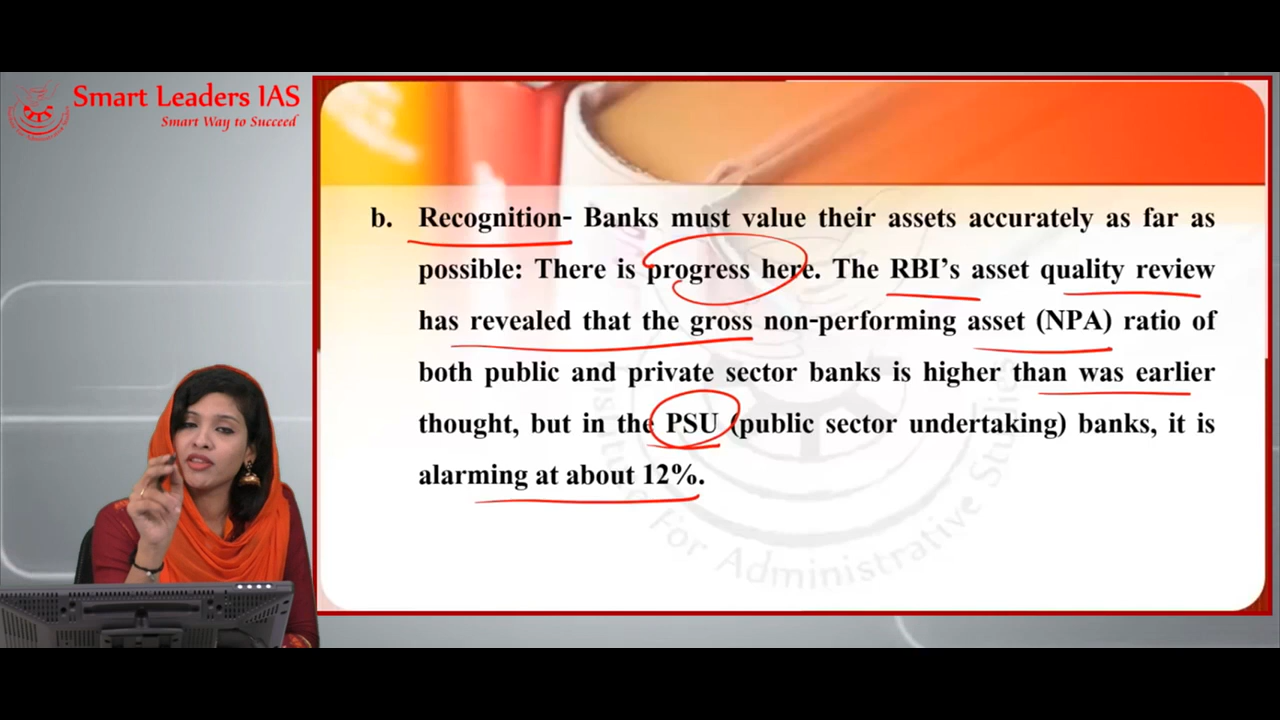 Smart Leaders IAS
Smart Way to Succeed
b. Recognition- Banks must value their assets accurately as far as
possible: There is progress here. The RBI’s asset quality review
has revealed that the gross non-performing asset (NPA) ratio of
both public and private sector banks is higher than was earlier
thought, but in the PSU (public sector undertaking) banks, it is
alarming at about 12%.
For Administrative Studies